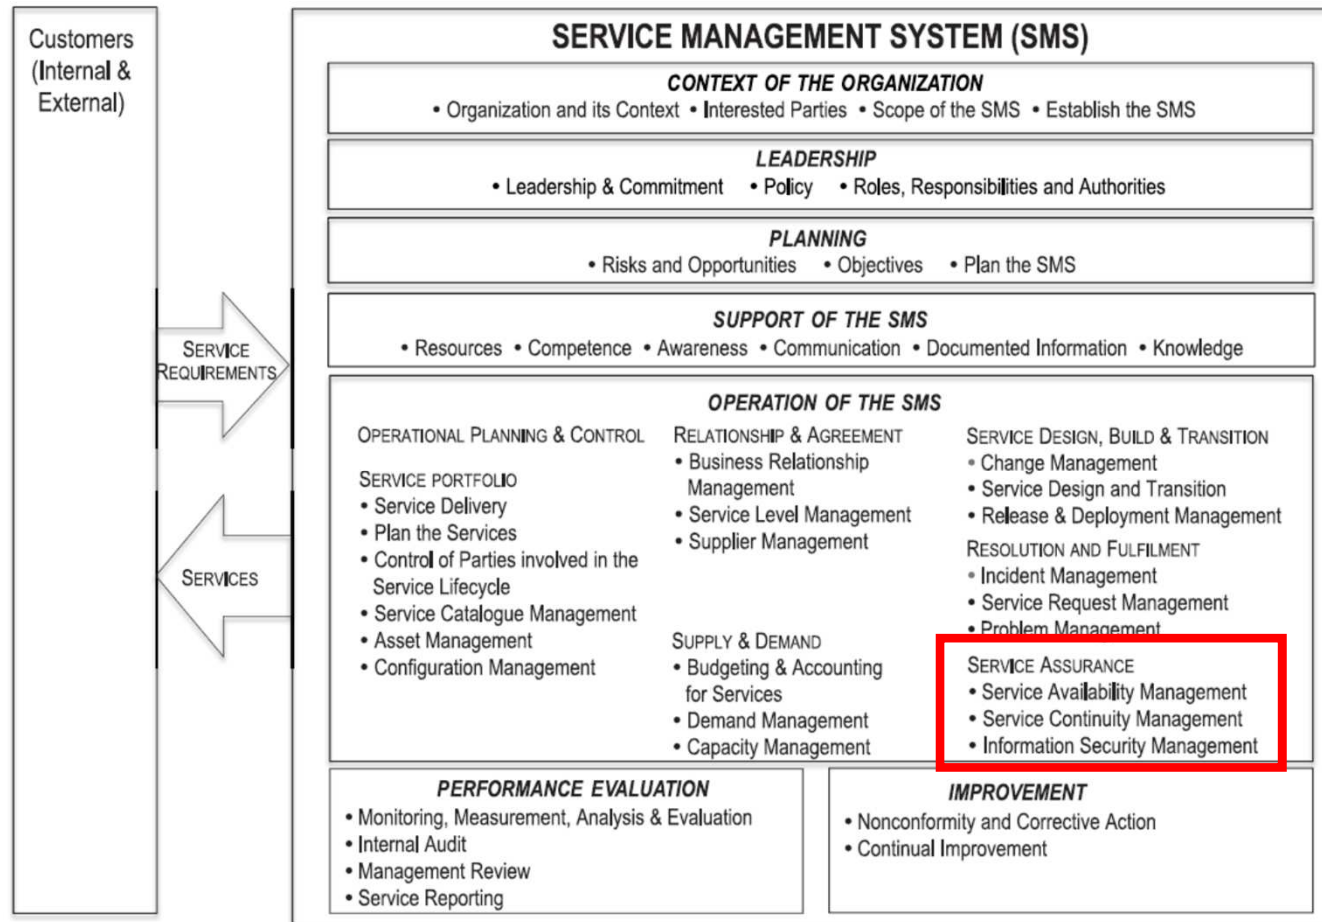 Customers
(Internal &
External)
SERVICE
REQUIREMENTS
SERVICES
SERVICE MANAGEMENT SYSTEM (SMS)
CONTEXT OF THE ORGANIZATION
• Organization and its Context • Interested Parties • Scope of the SMS • Establish the SMS
LEADERSHIP
• Leadership & Commitment • Policy • Roles, Responsibilities and Authorities
PLANNING
• Risks and Opportunities • Objectives • Plan the SMS
SUPPORT OF THE SMS
• Resources • Competence • Awareness • Communication • Documented Information • Knowledge
OPERATION OF THE SMS
OPERATIONAL PLANNING & CONTROL
SERVICE PORTFOLIO
• Service Delivery
• Plan the Services
• Control of Parties involved in the
Service Lifecycle
• Service Catalogue Management
• Asset Management
• Configuration Management
RELATIONSHIP & AGREEMENT
• Business Relationship
Management
• Service Level Management
• Supplier Management
SUPPLY & DEMAND
• Budgeting & Accounting
for Services
• Demand Management
• Capacity Management
SERVICE DESIGN, BUILD & TRANSITION
• Change Management
• Service Design and Transition
• Release & Deployment Management
RESOLUTION AND FULFILMENT
• Incident Management
• Service Request Management
• Problem Management
SERVICE ASSURANCE
• Service Availability Management
• Service Continuity Management
• Information Security Management
PERFORMANCE EVALUATION
• Monitoring, Measurement, Analysis & Evaluation
• Internal Audit
• Management Review
• Service Reporting
IMPROVEMENT
• Nonconformity and Corrective Action
• Continual Improvement